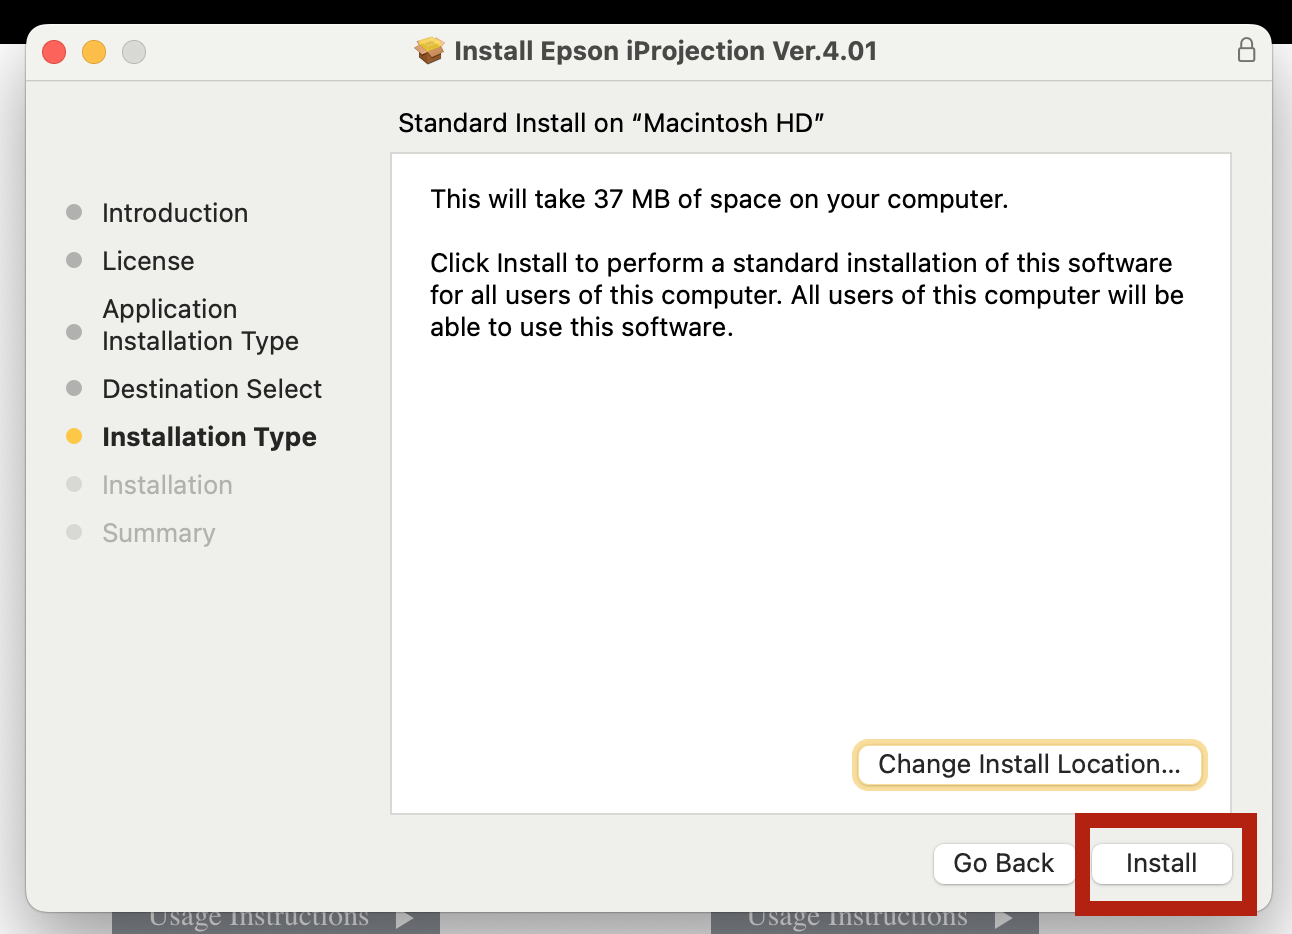 Install Epson iProjection Ver.4.01
Standard Install on “Macintosh HD”
Introduction
License
Application
Installation Type
Destination Select
Installation Type
Installation
Summary
This will take 37 MB of space on your computer.
Click Install to perform a standard installation of this software
for all users of this computer. All users of this computer will be
able to use this software.
Change Install Location...
Go Back
Install
Usage Instructions
Usage Instructions